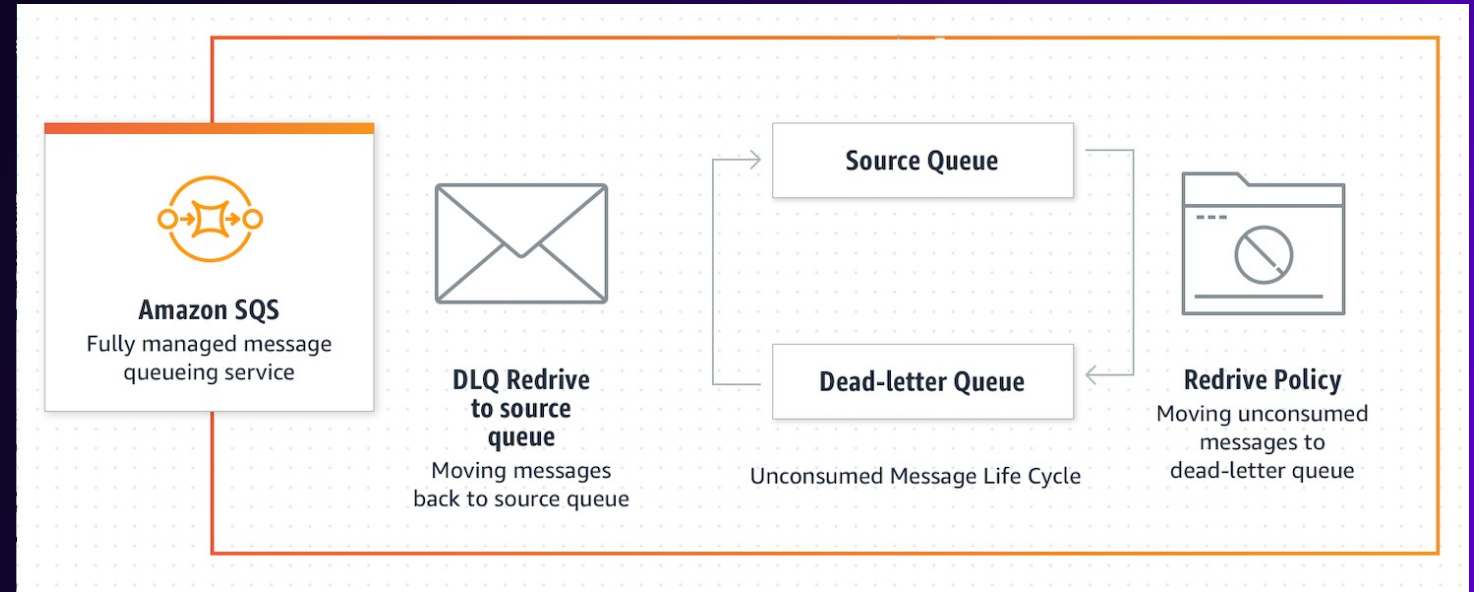 Amazon SQS
Fully managed message
queueing service
DLQ Redrive
to source
queue
Moving messages
back to source queue
Source Queue
Dead-letter Queue
Unconsumed Message Life Cycle
Redrive Policy
Moving unconsumed
messages to
dead-letter queue